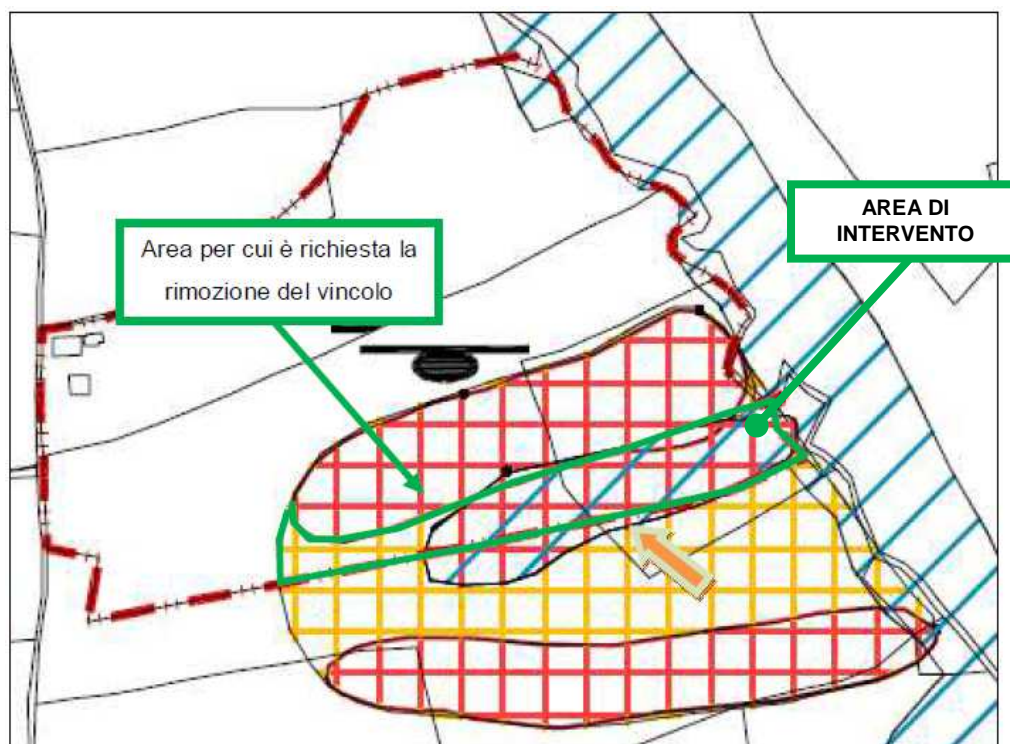 Area per cui è richiesta la
rimozione del vincolo
AREA DI
INTERVENTO